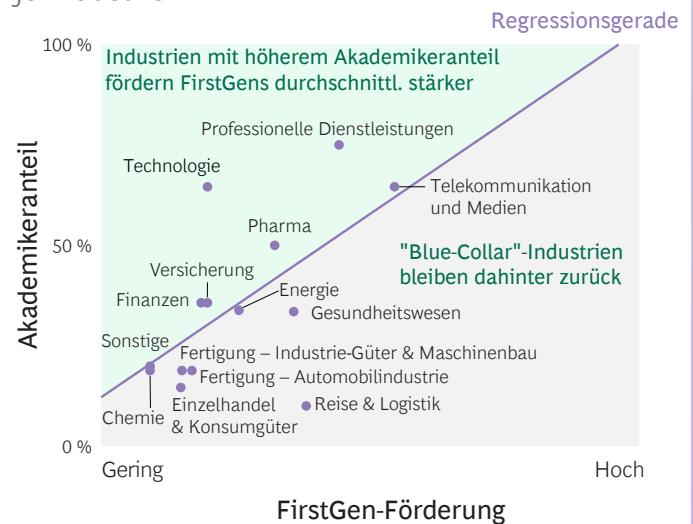 Regressionsgerade
100 %
Industrien mit höherem Akademikeranteil
fördern FirstGens durchschnittl. stärker
Professionelle Dienstleistungen
Technologie
Telekommunikation
und Medien
Pharma
50 %
"Blue-Collar"-Industrien
bleiben dahinter zurück
Versicherung
Finanzen
Energie
Gesundheitswesen
Sonstige
Fertigung – Industrie-Güter & Maschinenbau
Fertigung – Automobilindustrie
Chemie
Einzelhandel
& Konsumgüter
Reise & Logistik
0 %
Akademikeranteil
Gering
Hoch
FirstGen-Förderung